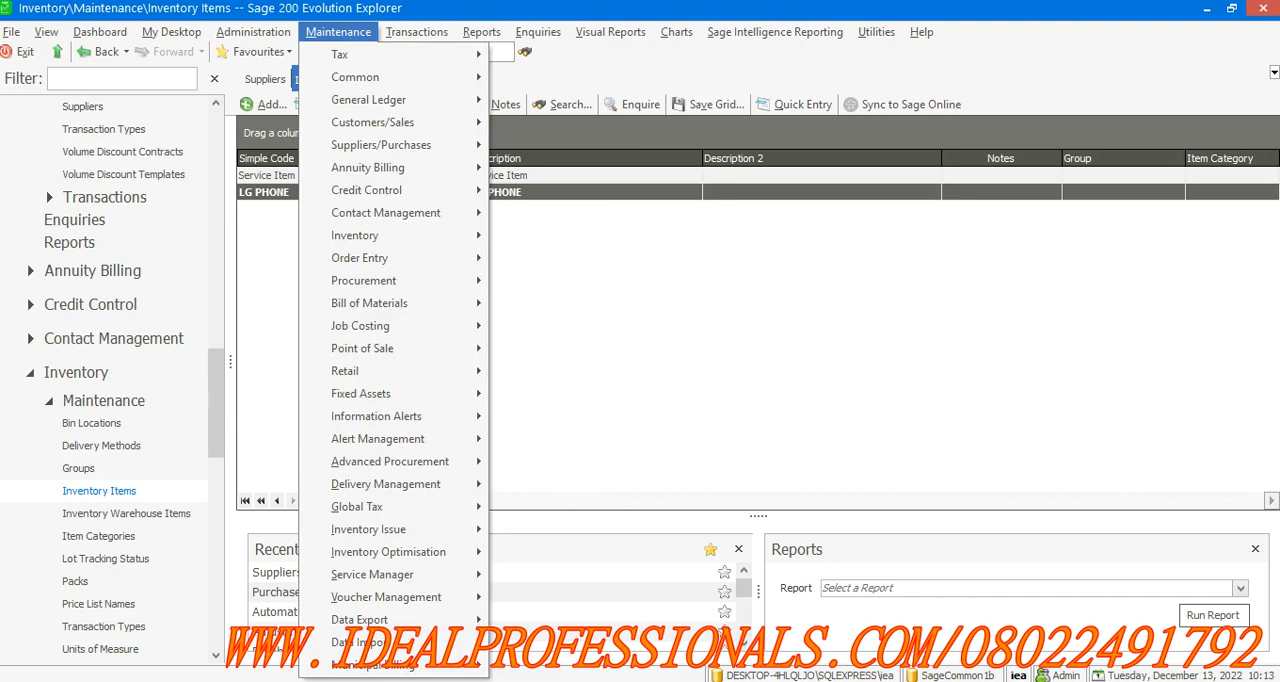 Inventory\Maintenance\Inventory Items -- Sage 200 Evolution Explorer
File View Dashboard My Desktop Administration Maintenance Transactions Reports Enquiries Visual Reports Charts Sage Intelligence Reporting Utilities Help
Exit Back Forward Favourites
Filter:
Suppliers
Add... Notes Search... Enquire Save Grid... Quick Entry Sync to Sage Online
Drag a colur
Simple Code cription Description 2 Notes Group Item Category
Service Item vice Item
LG PHONE PHONE
Suppliers
Transaction Types
Volume Discount Contracts
Volume Discount Templates
Transactions
Enquiries
Reports
Annuity Billing
Credit Control
Contact Management
Inventory
Maintenance
Bin Locations
Delivery Methods
Groups
Inventory Items
Inventory Warehouse Items
Item Categories
Lot Tracking Status
Packs
Price List Names
Transaction Types
Units of Measure
Tax
Common
General Ledger
Customers/Sales
Suppliers/Purchases
Annuity Billing
Credit Control
Contact Management
Inventory
Order Entry
Procurement
Bill of Materials
Job Costing
Point of Sale
Retail
Fixed Assets
Information Alerts
Alert Management
Advanced Procurement
Delivery Management
Global Tax
Inventory Issue
Inventory Optimisation
Service Manager
Voucher Management
Data Export
Data Import
Municipal Billing
Recent
Suppliers
Purchase
Automa
Reports
Report Select a Report
Run Report
WWW.IDEALPROFESSIONALS.COM/08022491792
DESKTOP-4HLQLJO\SQLEXPRESS\iea SageCommon1b iea Admin Tuesday, December 13, 2022 10:13